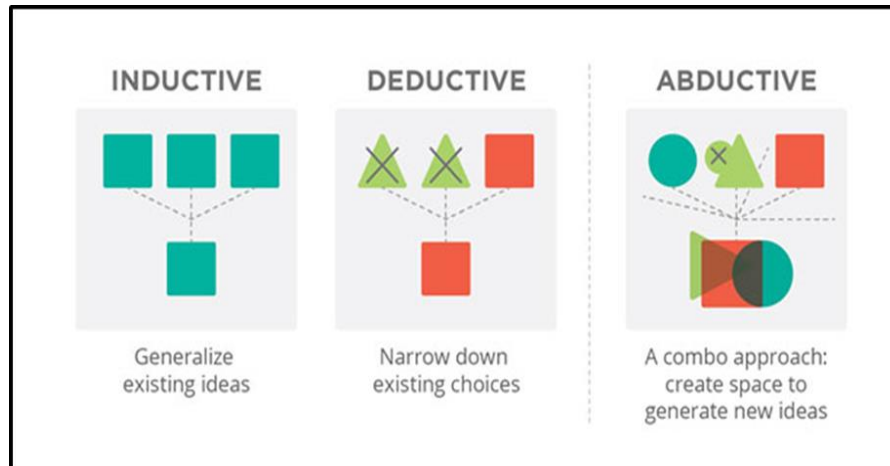 INDUCTIVE
Generalize
existing ideas
DEDUCTIVE
Narrow down
existing choices
ABDUCTIVE
A combo approach:
create space to
generate new ideas